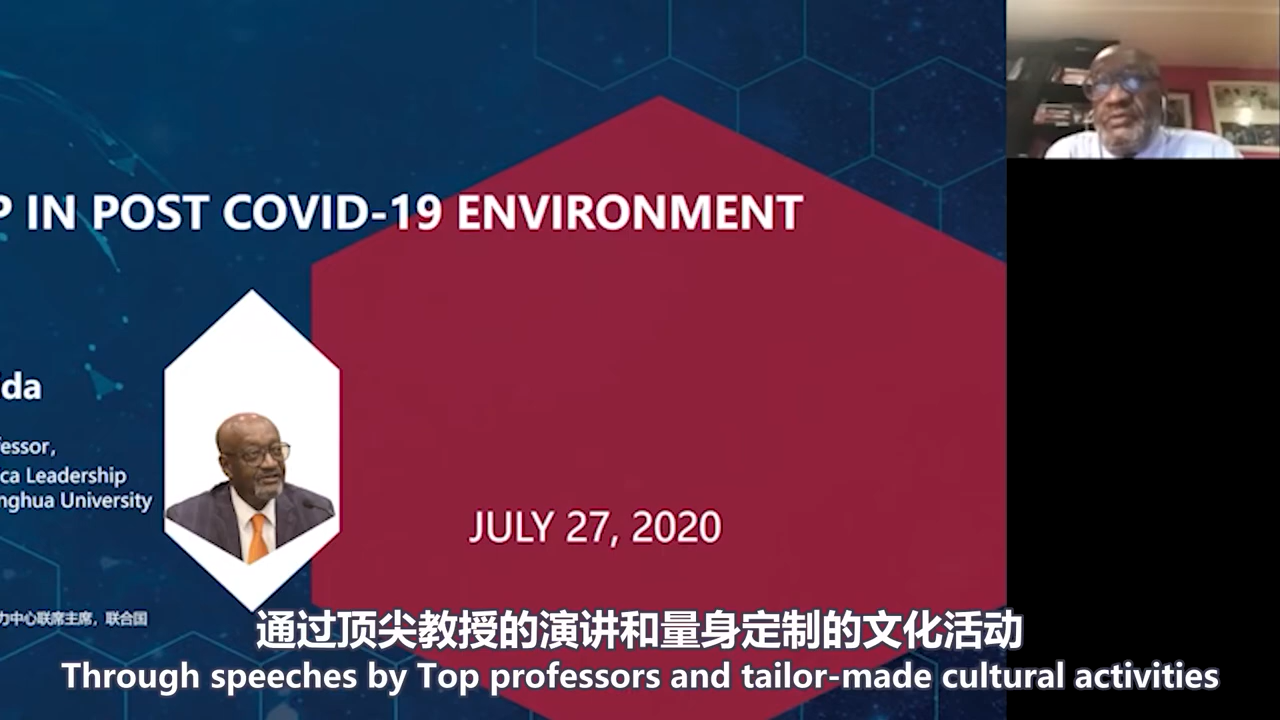 P IN POST COVID-19 ENVIRONMENT
da
essor,
ca Leadership
nghua University
JULY 27, 2020
力中心联席主席，联合国
通过顶尖教授的演讲和量身定制的文化活动
Through speeches by Top professors and tailor-made cultural activities